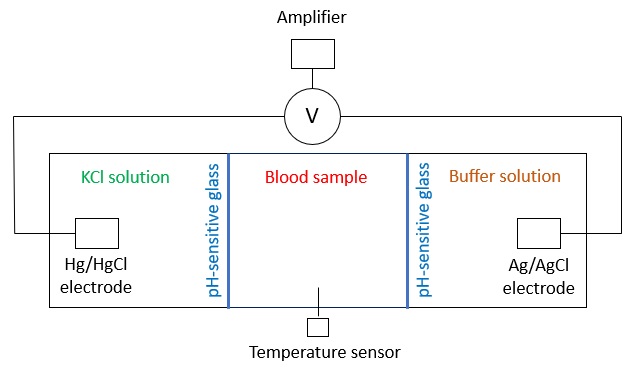 Amplifier
V
KCl solution
pH-sensitive glass
Blood sample
pH-sensitive glass
Buffer solution
Hg/HgCl
electrode
Ag/AgCl
electrode
Temperature sensor